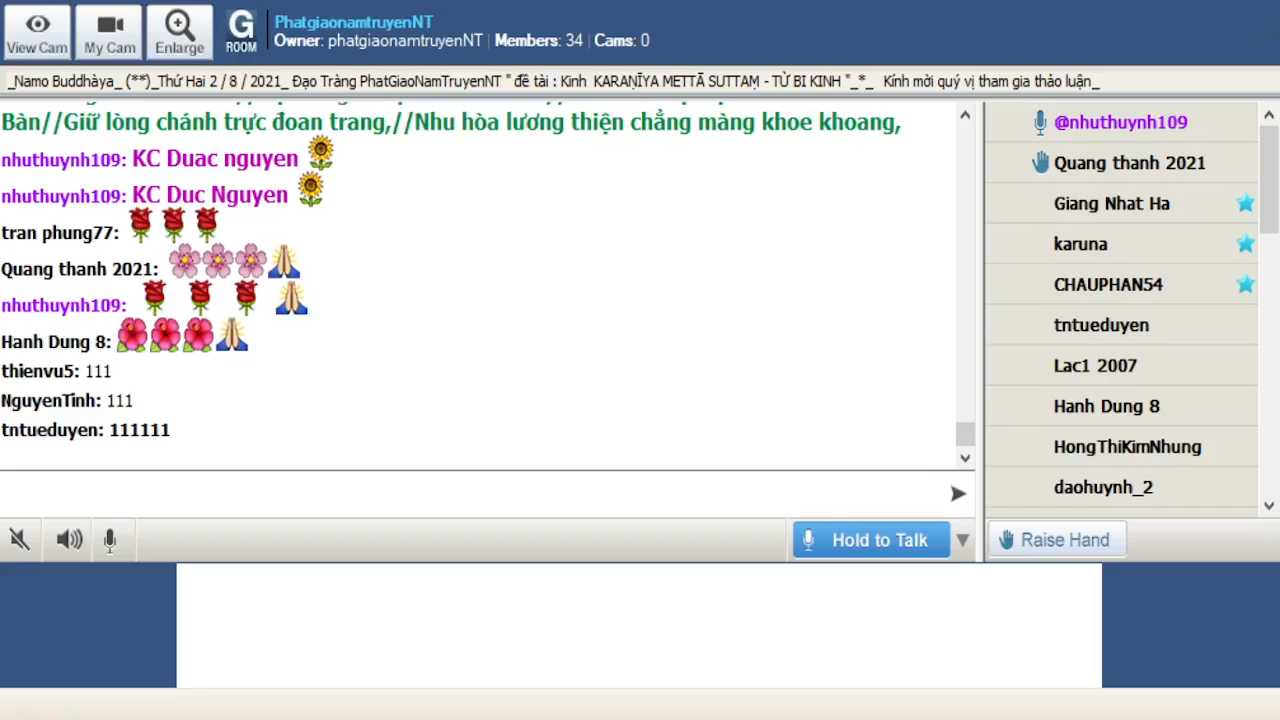 View Cam
My Cam
Enlarge
G
ROOM
PhatgiaonamtruyenNT
Owner: phatgiaonamtruyenNT | Members: 34 | Cams: 0
_Namo Buddhàya_ (**)_Thứ Hai 2 / 8 / 2021_ Đạo Tràng PhatGiaoNamTruyenNT " đề tài : Kinh KARAṆĪYA METTĀ SUTTAṂ - TỪ BI KINH "_*_ Kính mời quý vị tham gia thảo luận_
Bàn//Giữ lòng chánh trực đoan trang,//Nhu hòa lương thiện chẳng màng khoe khoang,
nhuthuynh109: KC Duac nguyen
nhuthuynh109: KC Duc Nguyen
tran phung77:
Quang thanh 2021:
nhuthuynh109:
Hanh Dung 8:
thienvu5: 111
NguyenTinh: 111
tntueduyen: 111111
@nhuthuynh109
Quang thanh 2021
Giang Nhat Ha
karuna
CHAUPHAN54
tntueduyen
Lac1 2007
Hanh Dung 8
HongThiKimNhung
daohuynh_2
Hold to Talk
Raise Hand